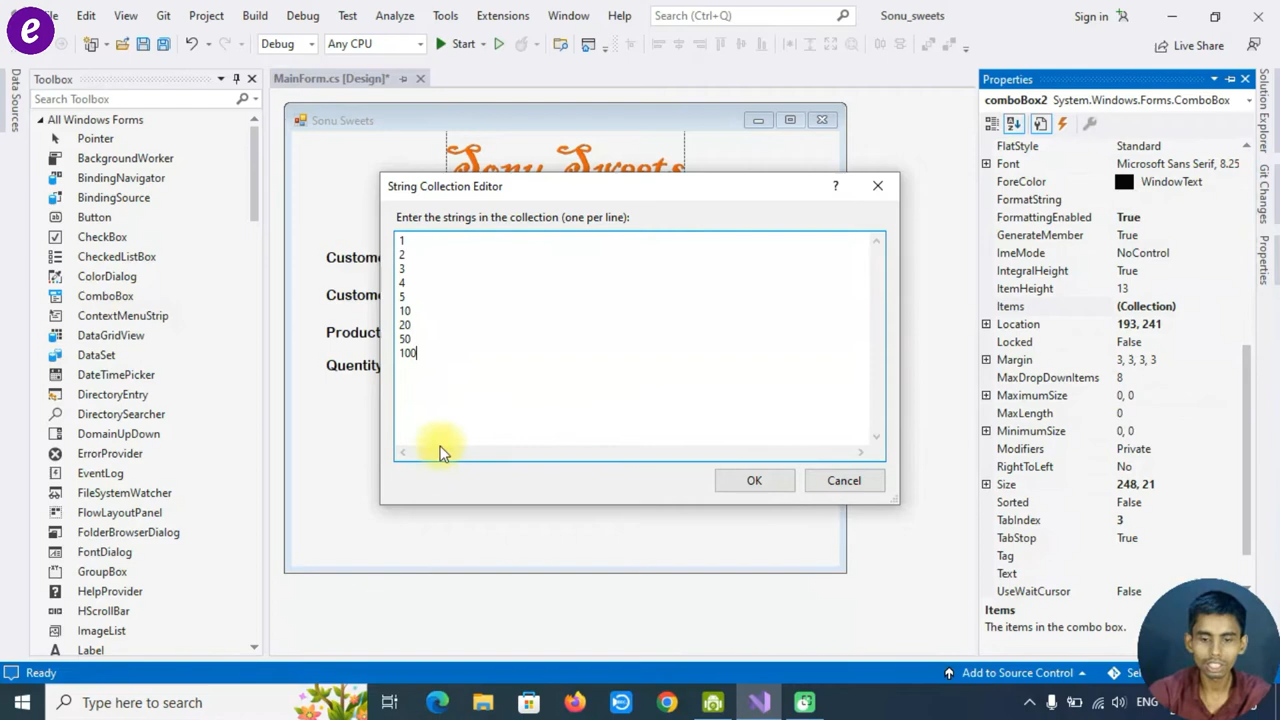 e
File Edit View Git Project Build Debug Test Analyze Tools Extensions Window Help Search (Ctrl+Q) Sonu_sweets Sign in
Debug Any CPU Start Live Share
Data Sources
Toolbox
Search Toolbox
All Windows Forms
Pointer
BackgroundWorker
BindingNavigator
BindingSource
Button
CheckBox
CheckedListBox
ColorDialog
ComboBox
ContextMenuStrip
DataGridView
DataSet
DateTimePicker
DirectoryEntry
DirectorySearcher
DomainUpDown
ErrorProvider
EventLog
FileSystemWatcher
FlowLayoutPanel
FolderBrowserDialog
FontDialog
GroupBox
HelpProvider
HScrollBar
ImageList
Label
MainForm.cs [Design]*
Sonu Sweets
Sonu Sweets
Custome
Custome
Product
Quantity
String Collection Editor
Enter the strings in the collection (one per line):
1
2
3
4
5
10
20
50
100
OK Cancel
Properties
comboBox2 System.Windows.Forms.ComboBox
FlatStyle Standard
Font Microsoft Sans Serif, 8.25
ForeColor WindowText
FormatString
FormattingEnabled True
GenerateMember True
ImeMode NoControl
IntegralHeight True
ItemHeight 13
Items (Collection)
Location 193, 241
Locked False
Margin 3, 3, 3, 3
MaxDropDownItems 8
MaximumSize 0, 0
MaxLength 0
MinimumSize 0, 0
Modifiers Private
RightToLeft No
Size 248, 21
Sorted False
TabIndex 3
TabStop True
Tag
Text
UseWaitCursor False
Items
The items in the combo box.
Solution Explorer
Git Changes
Properties
Ready Add to Source Control
Type here to search ENG